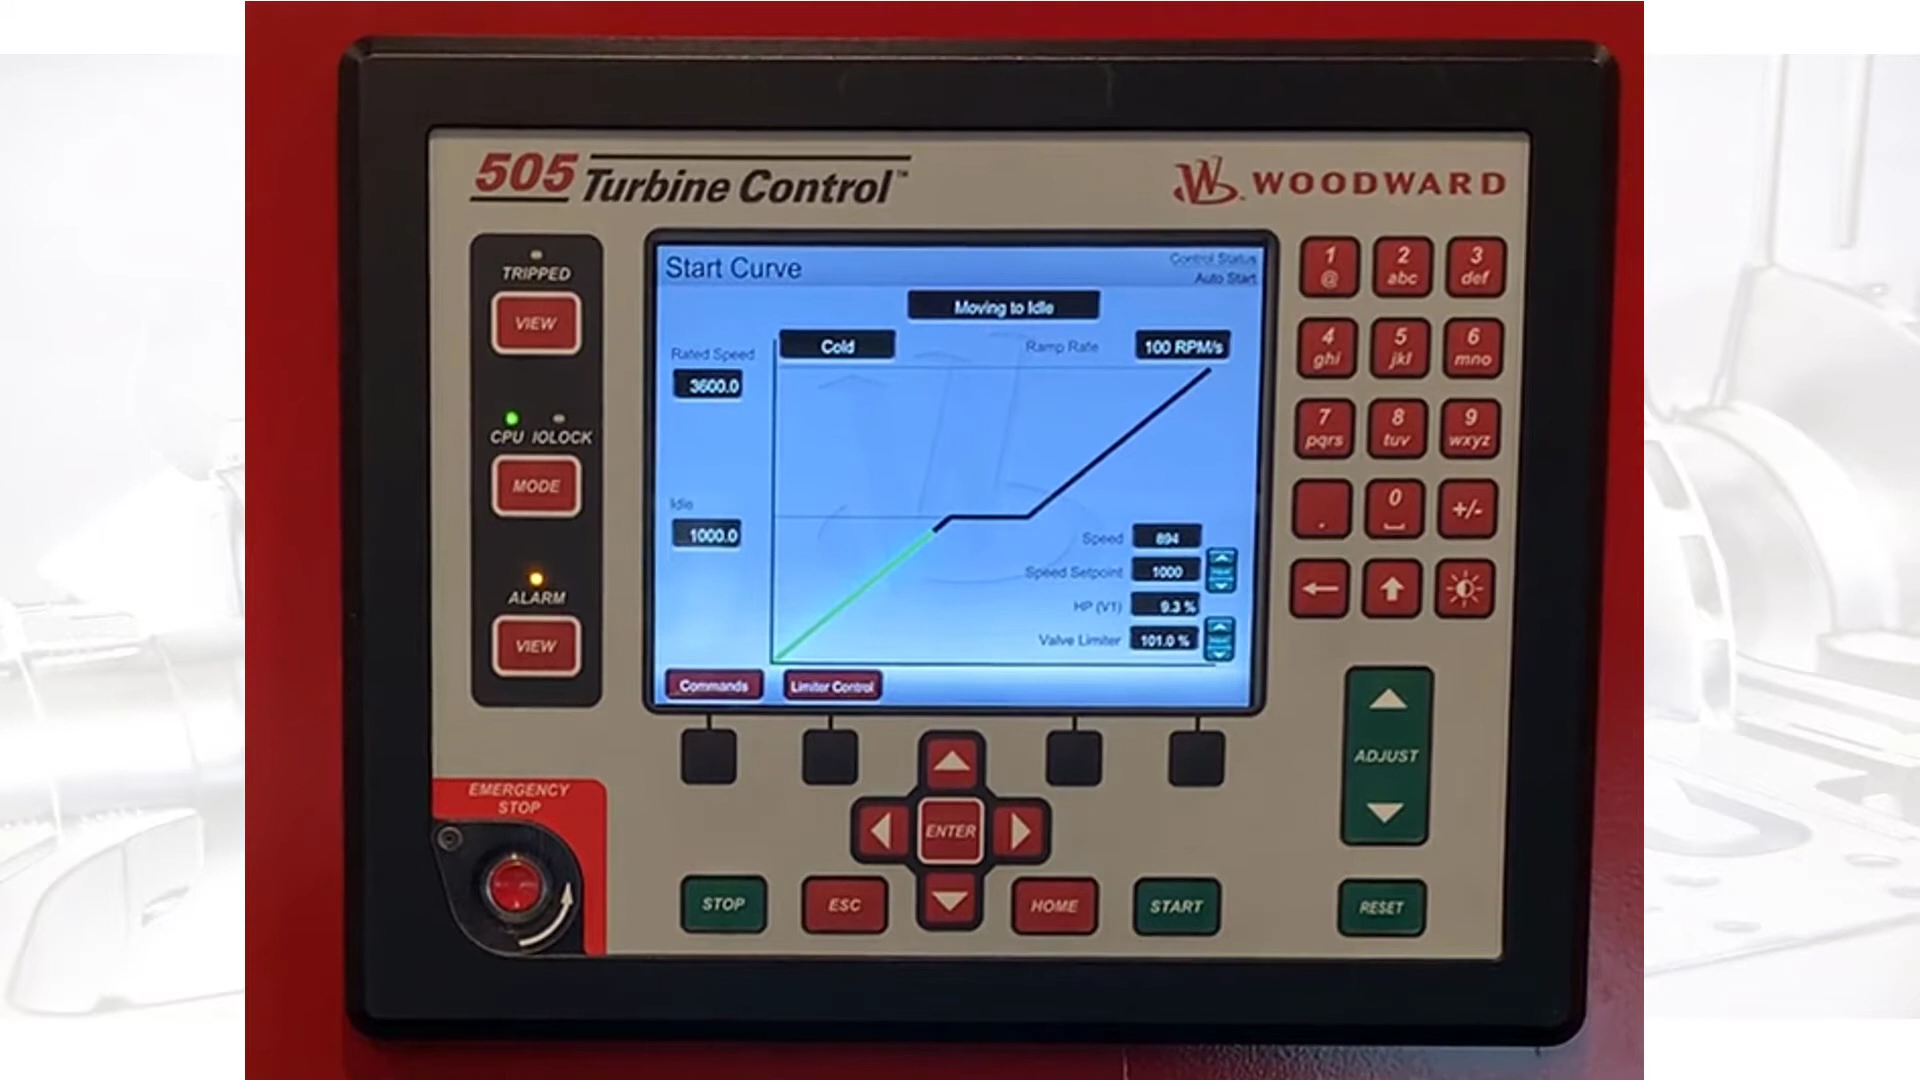 505 Turbine Control™
WOODWARD
TRIPPED
VIEW
CPU IOLOCK
MODE
ALARM
VIEW
EMERGENCY
STOP
Start Curve
Control Status
Auto Start
Moving to Idle
Cold
Ramp Rate
100 RPM/s
Rated Speed
3600.0
Idle
1000.0
Speed
894
Speed Setpoint
1000
HP (V1)
9.3 %
Valve Limiter
101.0 %
Commands
Limiter Control
1
@
2
abc
3
def
4
ghi
5
jkl
6
mno
7
pqrs
8
tuv
9
wxyz
.
0
+/-
ADJUST
ENTER
STOP
ESC
HOME
START
RESET